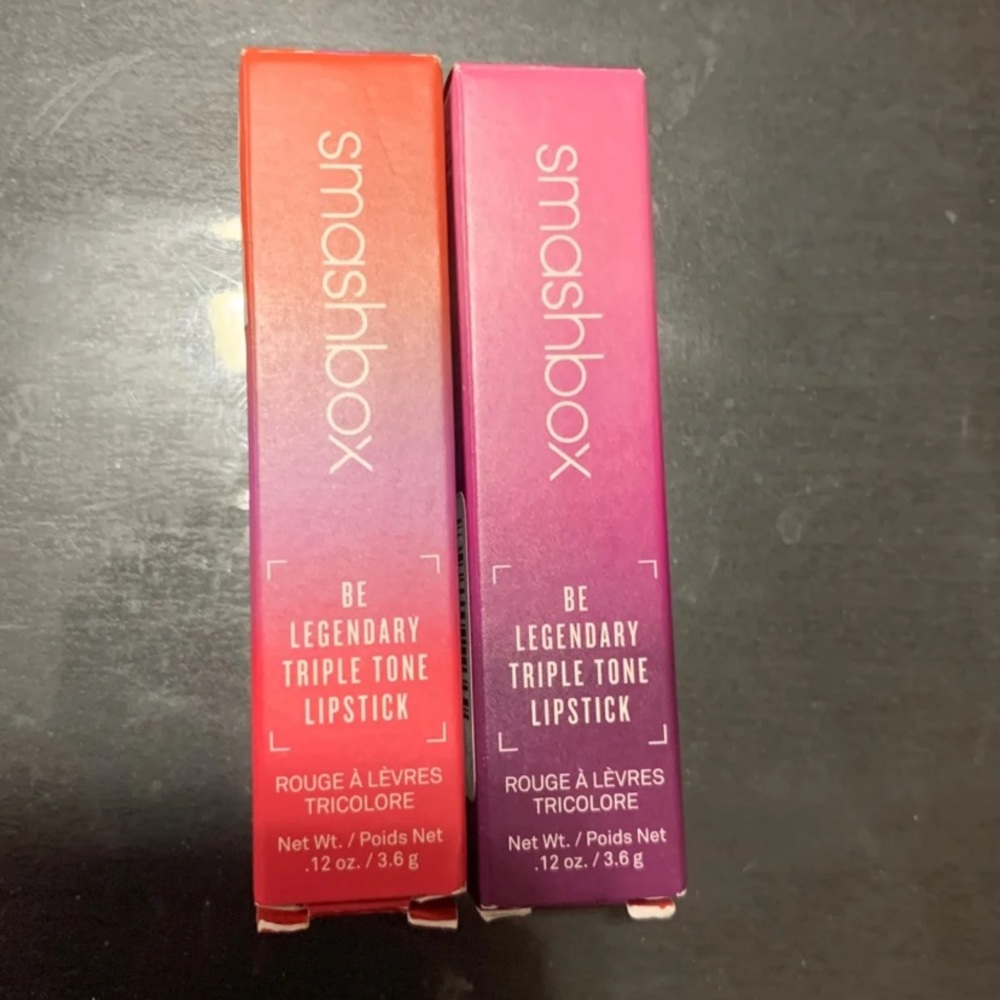 smashbox
BE
LEGENDARY
TRIPLE TONE
LIPSTICK
ROUGE À LÈVRES
TRICOLORE
Net Wt. / Poids Net
.12 oz. / 3.6 g
smashbox
BE
LEGENDARY
TRIPLE TONE
LIPSTICK
ROUGE À LÈVRES
TRICOLORE
Net Wt. / Poids Net
.12 oz. / 3.6 g